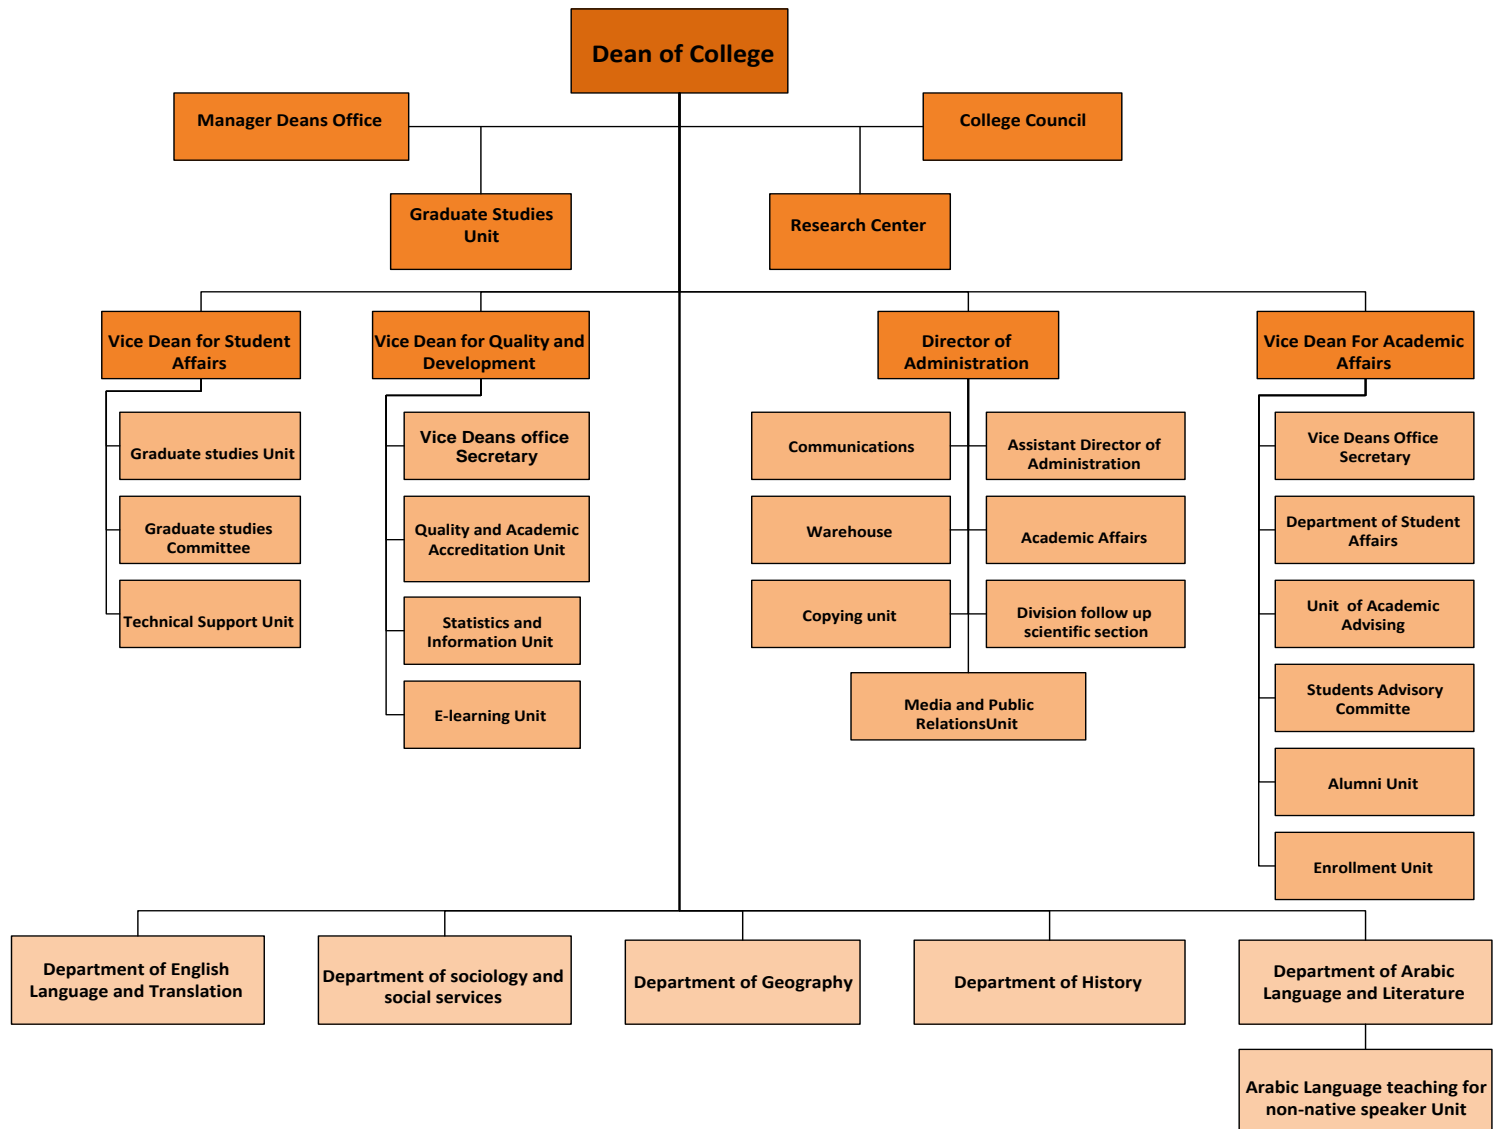 Dean of College
Manager Deans Office
College Council
Graduate Studies
Unit
Research Center
Vice Dean for Student
Affairs
Vice Dean for Quality and
Development
Director of
Administration
Vice Dean For Academic
Affairs
Graduate studies Unit
Graduate studies
Committee
Technical Support Unit
Vice Deans office
Secretary
Quality and Academic
Accreditation Unit
Statistics and
Information Unit
E-learning Unit
Communications
Assistant Director of
Administration
Warehouse
Academic Affairs
Copying unit
Division follow up
scientific section
Media and Public
RelationsUnit
Vice Deans Office
Secretary
Department of Student
Affairs
Unit  of Academic
Advising
Students Advisory
Committe
Alumni Unit
Enrollment Unit
Department of English
Language and Translation
Department of sociology and
social services
Department of Geography
Department of History
Department of Arabic
Language and Literature
Arabic Language teaching for
non-native speaker Unit